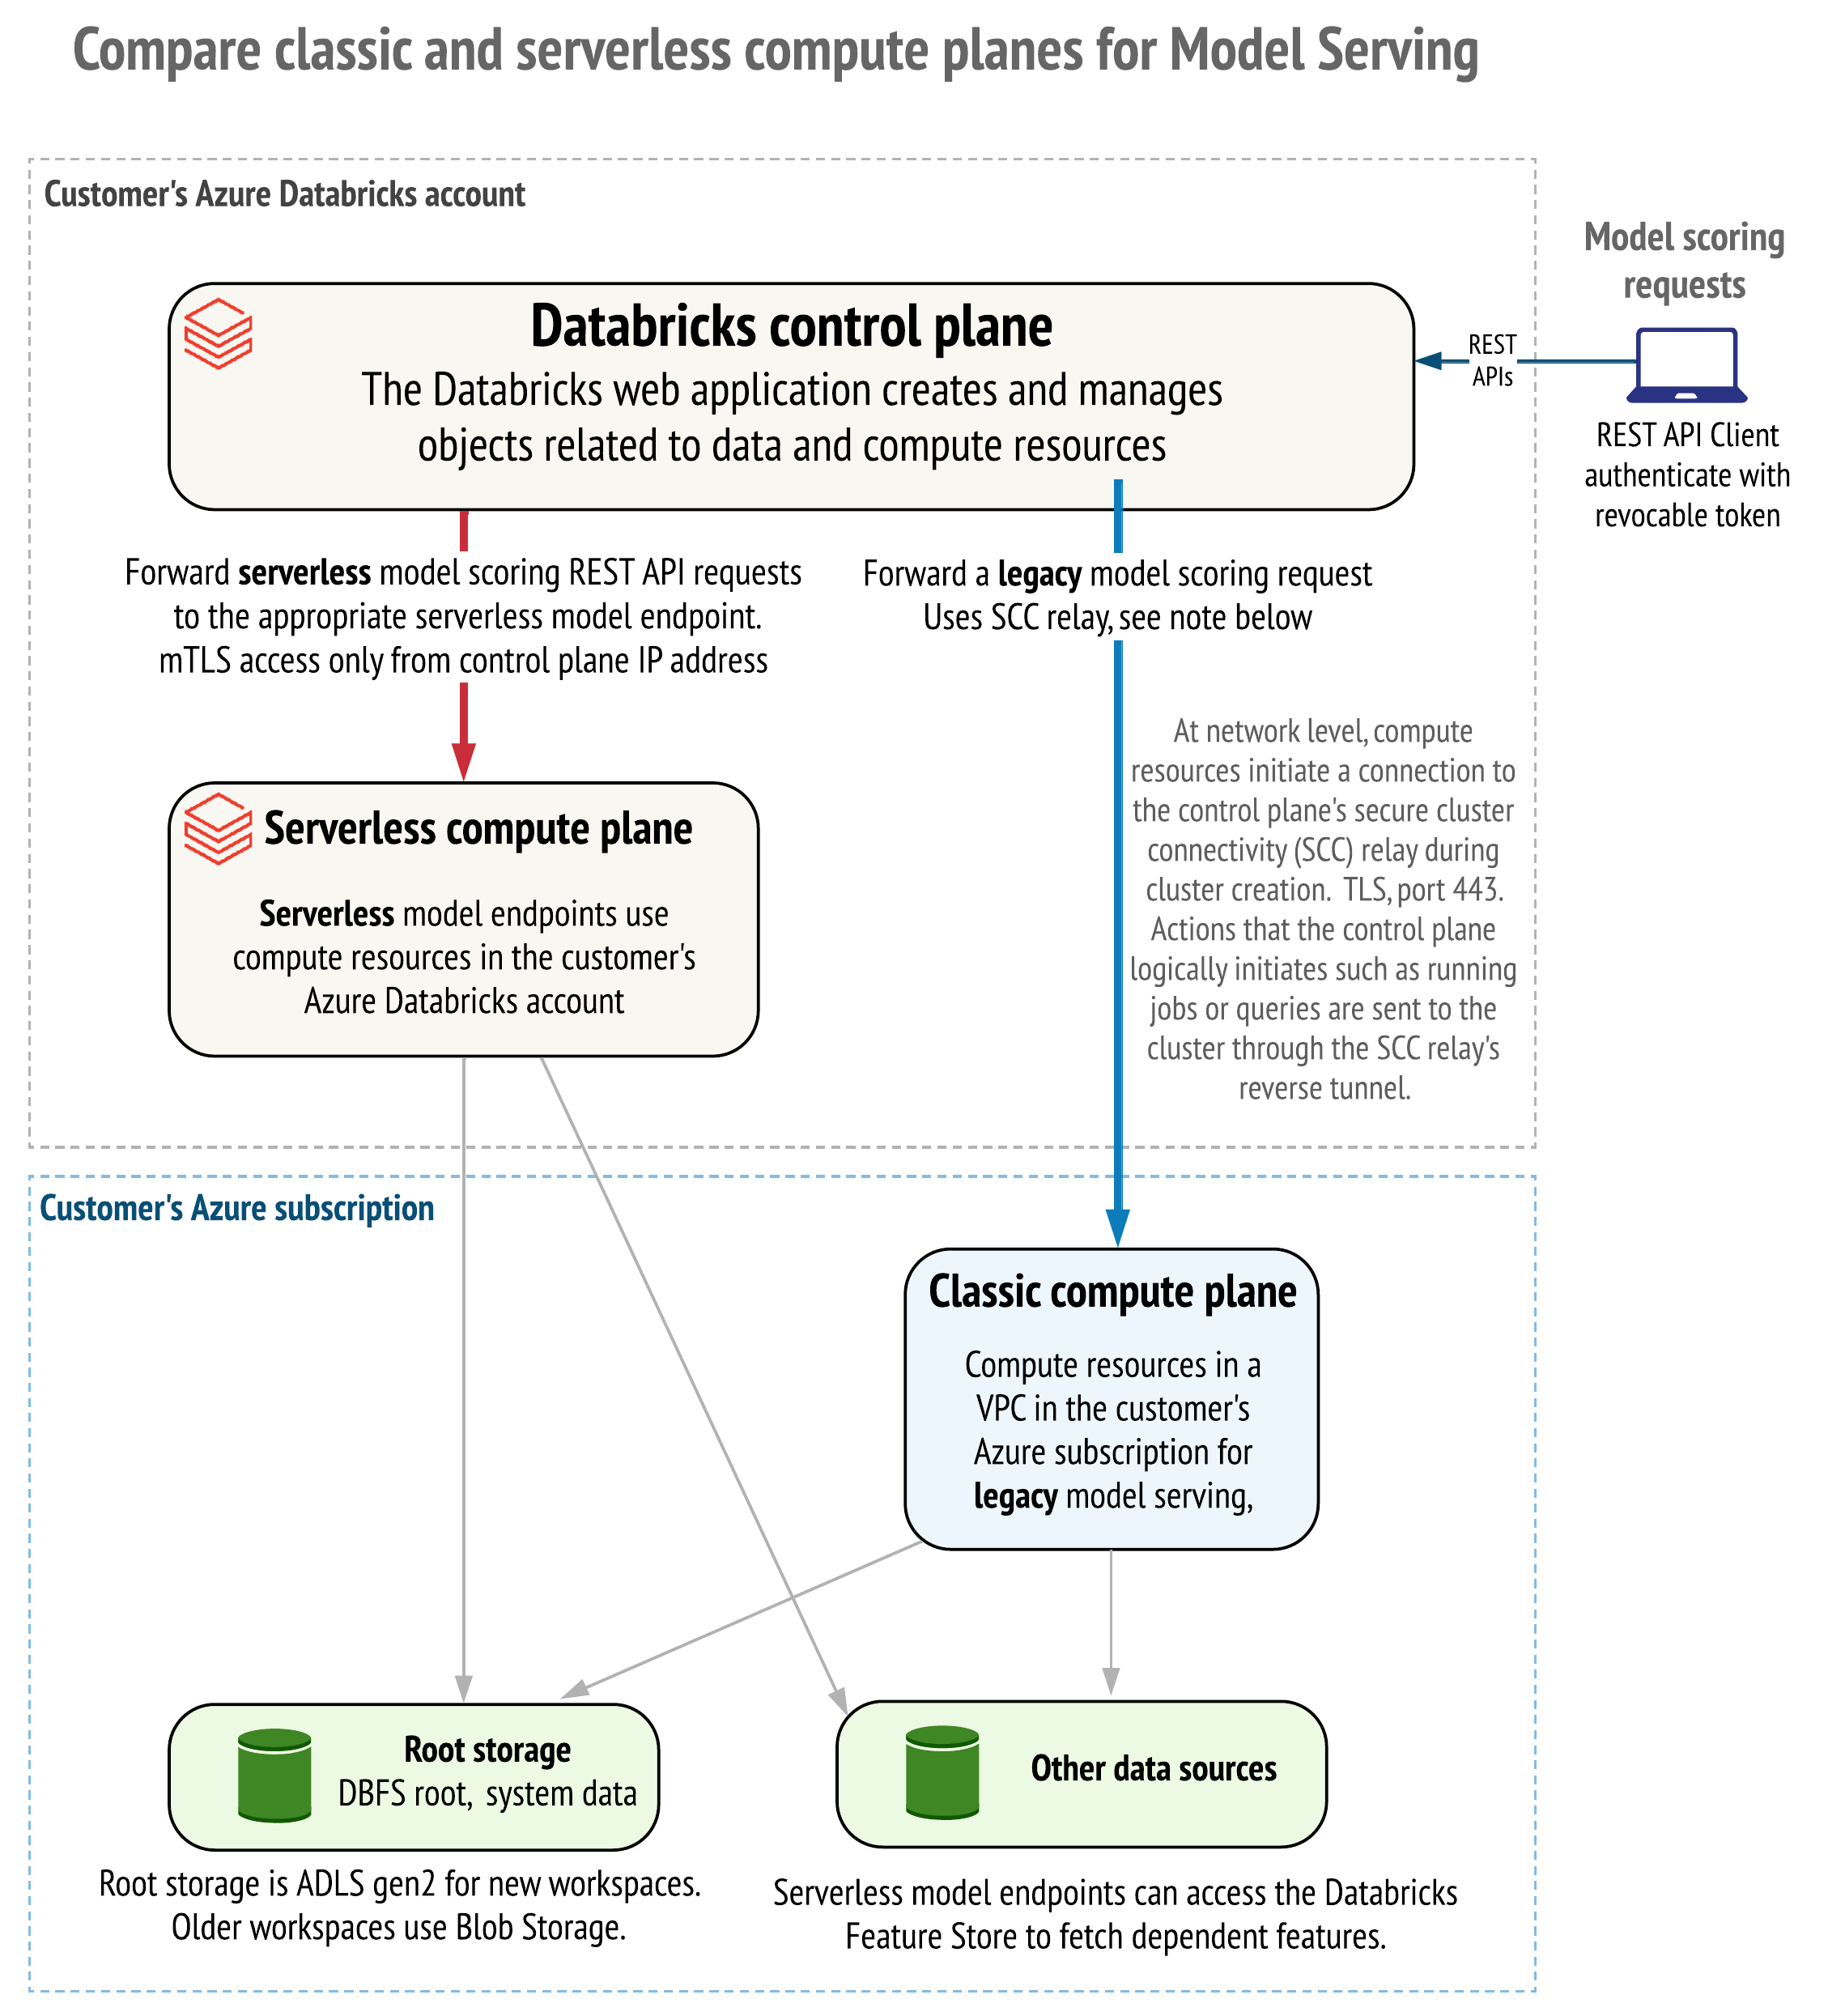 Compare classic and serverless compute planes for Model Serving
Customer's Azure Databricks account
Model scoring
requests
Databricks control plane
The Databricks web application creates and manages
objects related to data and compute resources
REST
APIs
REST API Client
authenticate with
revocable token
Forward serverless model scoring REST API requests
to the appropriate serverless model endpoint.
mTLS access only from control plane IP address
Forward a legacy model scoring request
Uses SCC relay, see note below
At network level, compute
resources initiate a connection to
the control plane's secure cluster
connectivity (SCC) relay during
cluster creation.  TLS, port 443.
Actions that the control plane
logically initiates such as running
jobs or queries are sent to the
cluster through the SCC relay's
reverse tunnel.
Serverless compute plane
Serverless model endpoints use
compute resources in the customer's
Azure Databricks account
Customer's Azure subscription
Classic compute plane
Compute resources in a
VPC in the customer's
Azure subscription for
legacy model serving,
Root storage
DBFS root,  system data
Root storage is ADLS gen2 for new workspaces.
Older workspaces use Blob Storage.
Other data sources
Serverless model endpoints can access the Databricks
Feature Store to fetch dependent features.